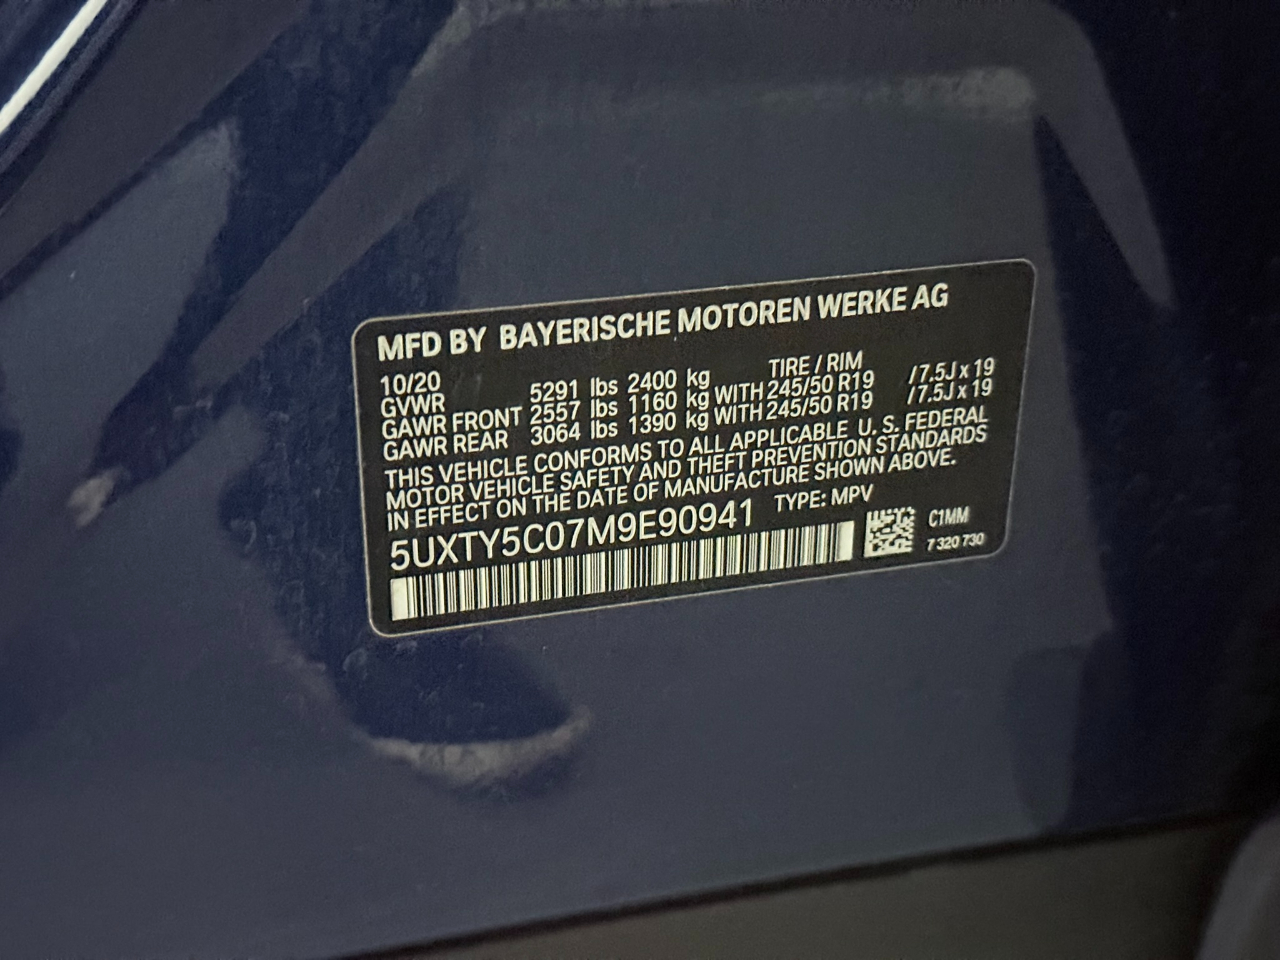 MFD BY BAYERISCHE MOTOREN WERKE AG
10/20 TIRE / RIM
GVWR 5291 lbs 2400 kg
GAWR FRONT 2557 lbs 1160 kg WITH 245/50 R19 /7.5J x 19
GAWR REAR 3064 lbs 1390 kg WITH 245/50 R19 /7.5J x 19
THIS VEHICLE CONFORMS TO ALL APPLICABLE U. S. FEDERAL
MOTOR VEHICLE SAFETY AND THEFT PREVENTION STANDARDS
IN EFFECT ON THE DATE OF MANUFACTURE SHOWN ABOVE.
5UXTY5C07M9E90941 TYPE: MPV
C1MM
7 320 730